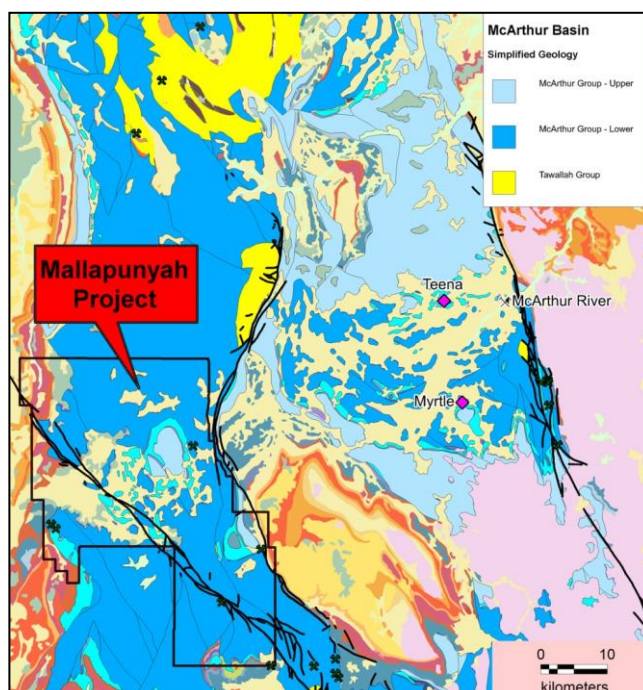 McArthur Basin
Simplified Geology
McArthur Group - Upper
McArthur Group - Lower
Tawallah Group
Mallapunyah
Project
Teena
McArthur River
Myrtle
0 10
kilometers